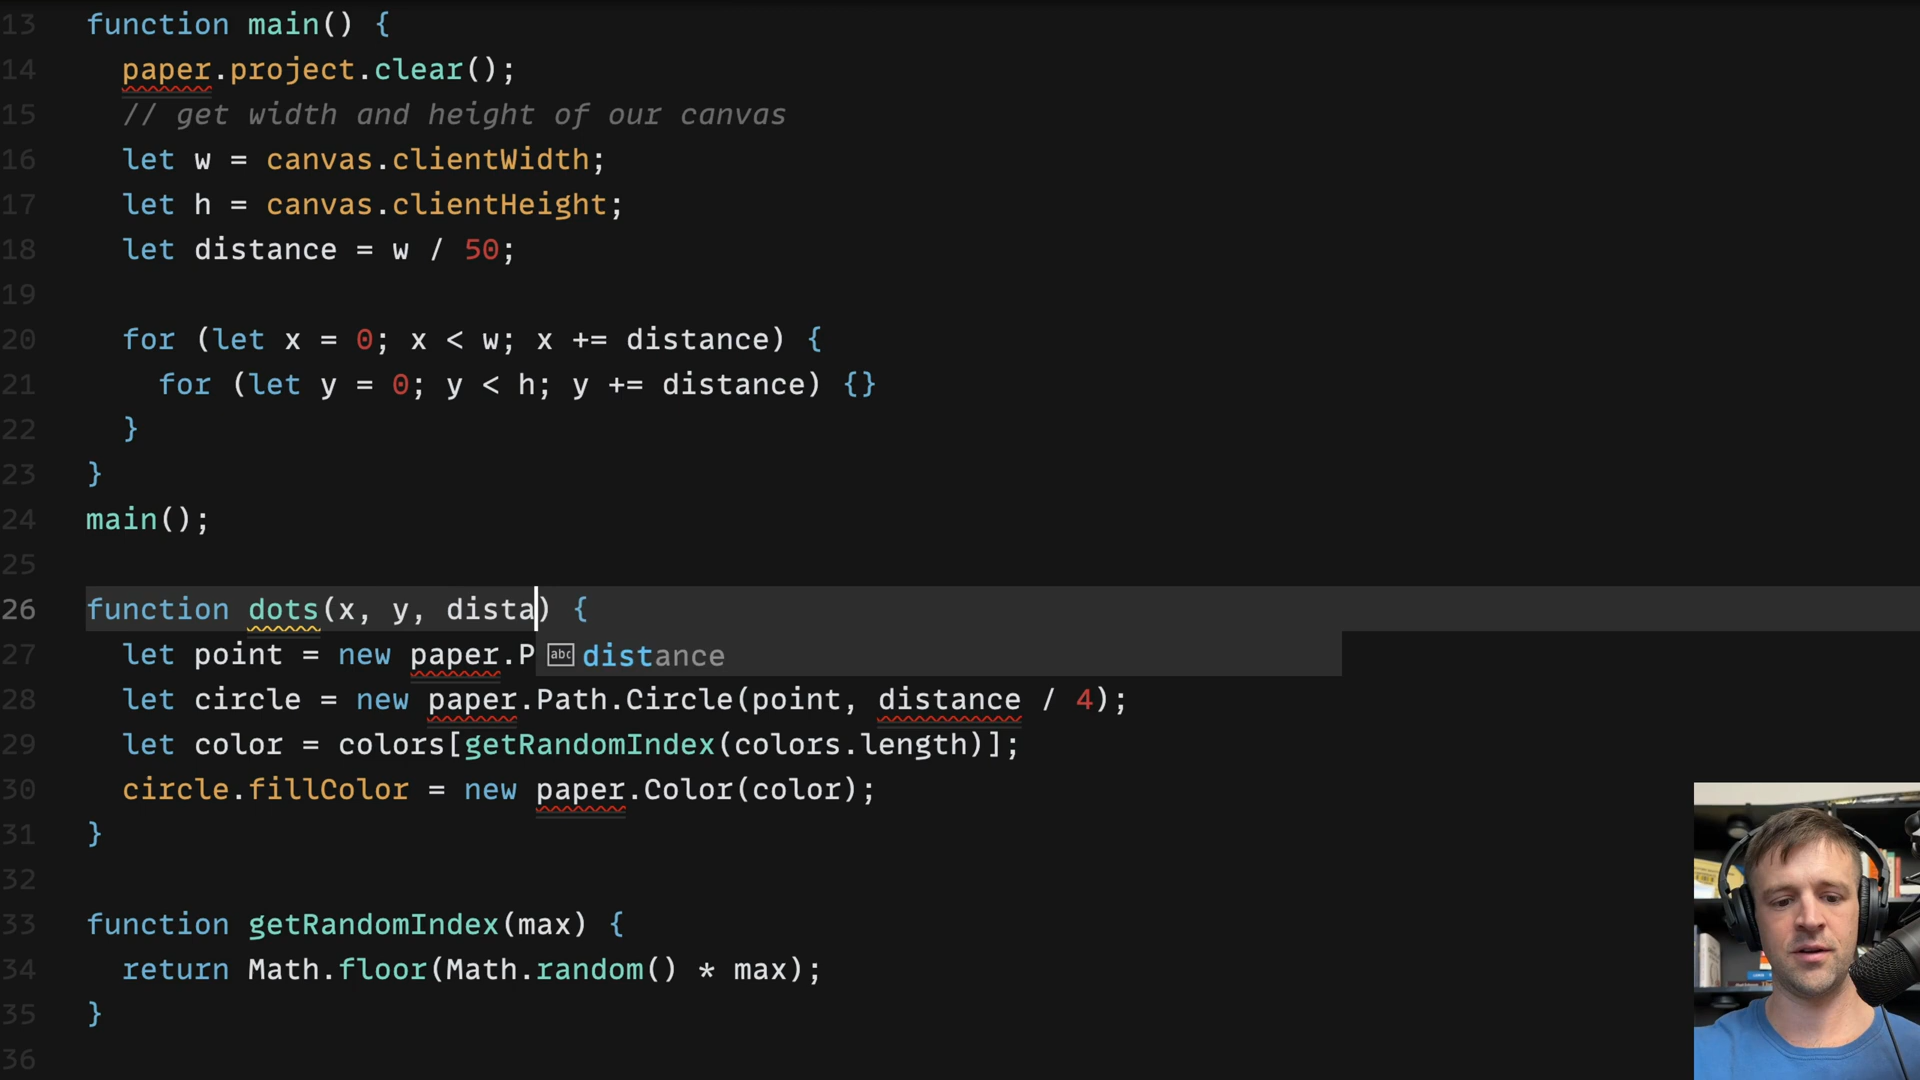 13 function main() {
14 paper.project.clear();
15 // get width and height of our canvas
16 let w = canvas.clientWidth;
17 let h = canvas.clientHeight;
18 let distance = w / 50;
19
20 for (let x = 0; x < w; x += distance) {
21 for (let y = 0; y < h; y += distance) {}
22 }
23 }
24 main();
25
26 function dots(x, y, dista) {
27 let point = new paper.P
abc distance
28 let circle = new paper.Path.Circle(point, distance / 4);
29 let color = colors[getRandomIndex(colors.length)];
30 circle.fillColor = new paper.Color(color);
31 }
32
33 function getRandomIndex(max) {
34 return Math.floor(Math.random() * max);
35 }
36